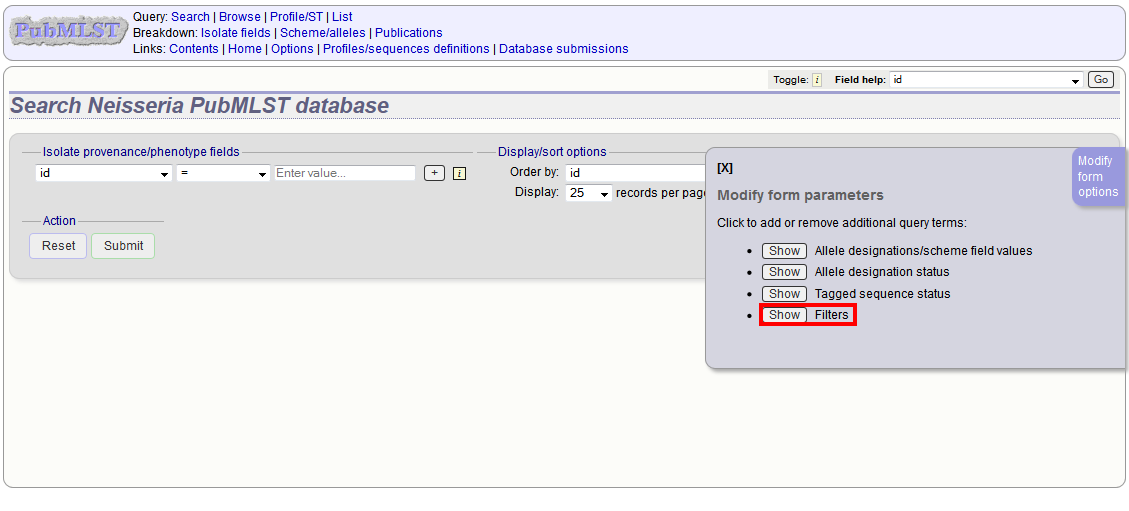 PubMLST
Query: Search | Browse | Profile/ST | List
Breakdown: Isolate fields | Scheme/alleles | Publications
Links: Contents | Home | Options | Profiles/sequences definitions | Database submissions
Toggle: i Field help: id Go
Search Neisseria PubMLST database
Isolate provenance/phenotype fields
id = Enter value... + i
Display/sort options
Order by: id
Display: 25 records per page
Action
Reset Submit
[X]
Modify form parameters
Click to add or remove additional query terms:
• Show Allele designations/scheme field values
• Show Allele designation status
• Show Tagged sequence status
• Show Filters
Modify
form
options